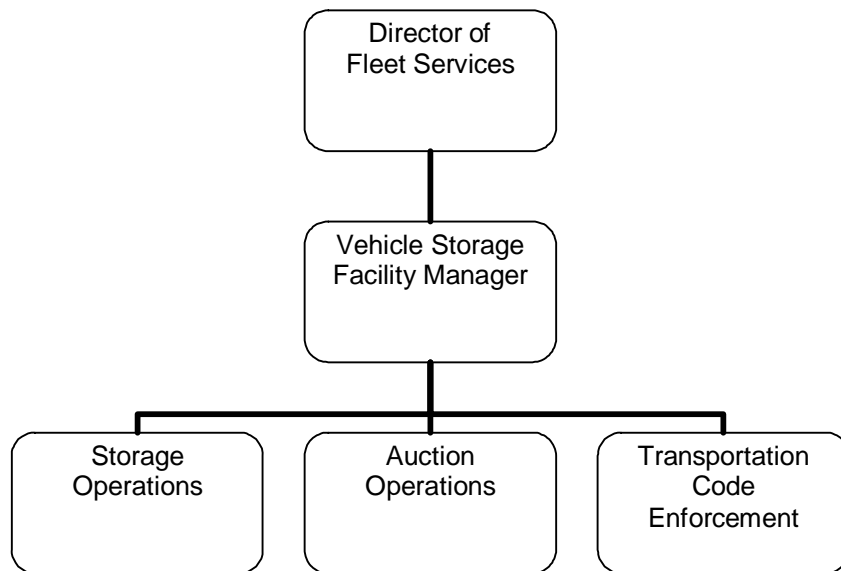 Director of
Fleet Services
Vehicle Storage
Facility Manager
Storage
Operations
Auction
Operations
Transportation
Code
Enforcement